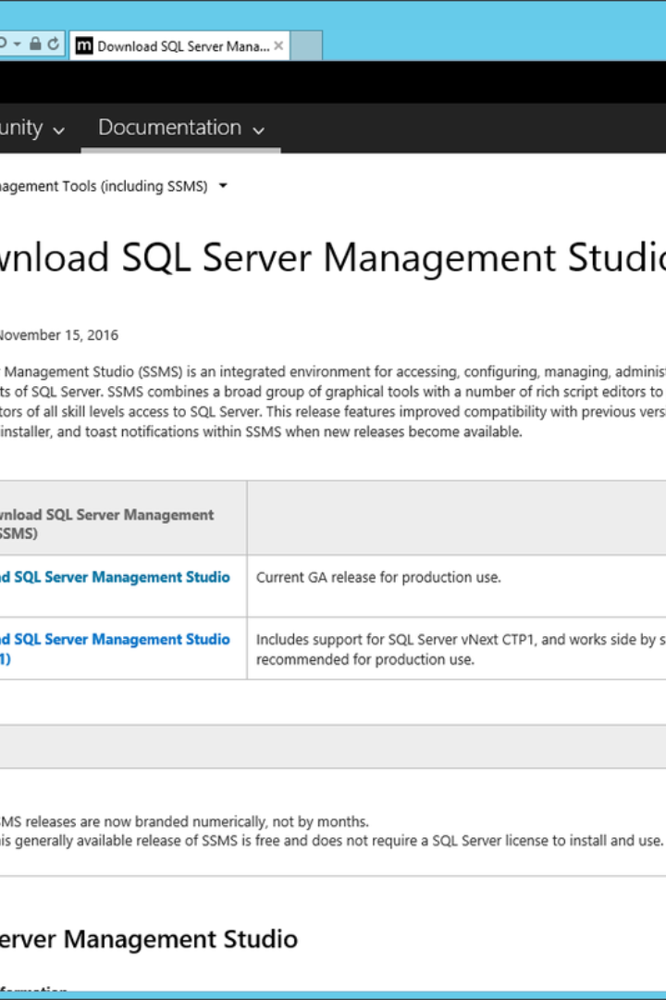 m Download SQL Server Mana...
unity Documentation
nagement Tools (including SSMS)
wnload SQL Server Management Studio
November 15, 2016
r Management Studio (SSMS) is an integrated environment for accessing, configuring, managing, administ
ts of SQL Server. SSMS combines a broad group of graphical tools with a number of rich script editors to
tors of all skill levels access to SQL Server. This release features improved compatibility with previous vers
installer, and toast notifications within SSMS when new releases become available.
wnload SQL Server Management
SSMS)
ad SQL Server Management Studio
Current GA release for production use.
ad SQL Server Management Studio
1)
Includes support for SQL Server vNext CTP1, and works side by s
recommended for production use.
SMS releases are now branded numerically, not by months.
is generally available release of SSMS is free and does not require a SQL Server license to install and use.
erver Management Studio